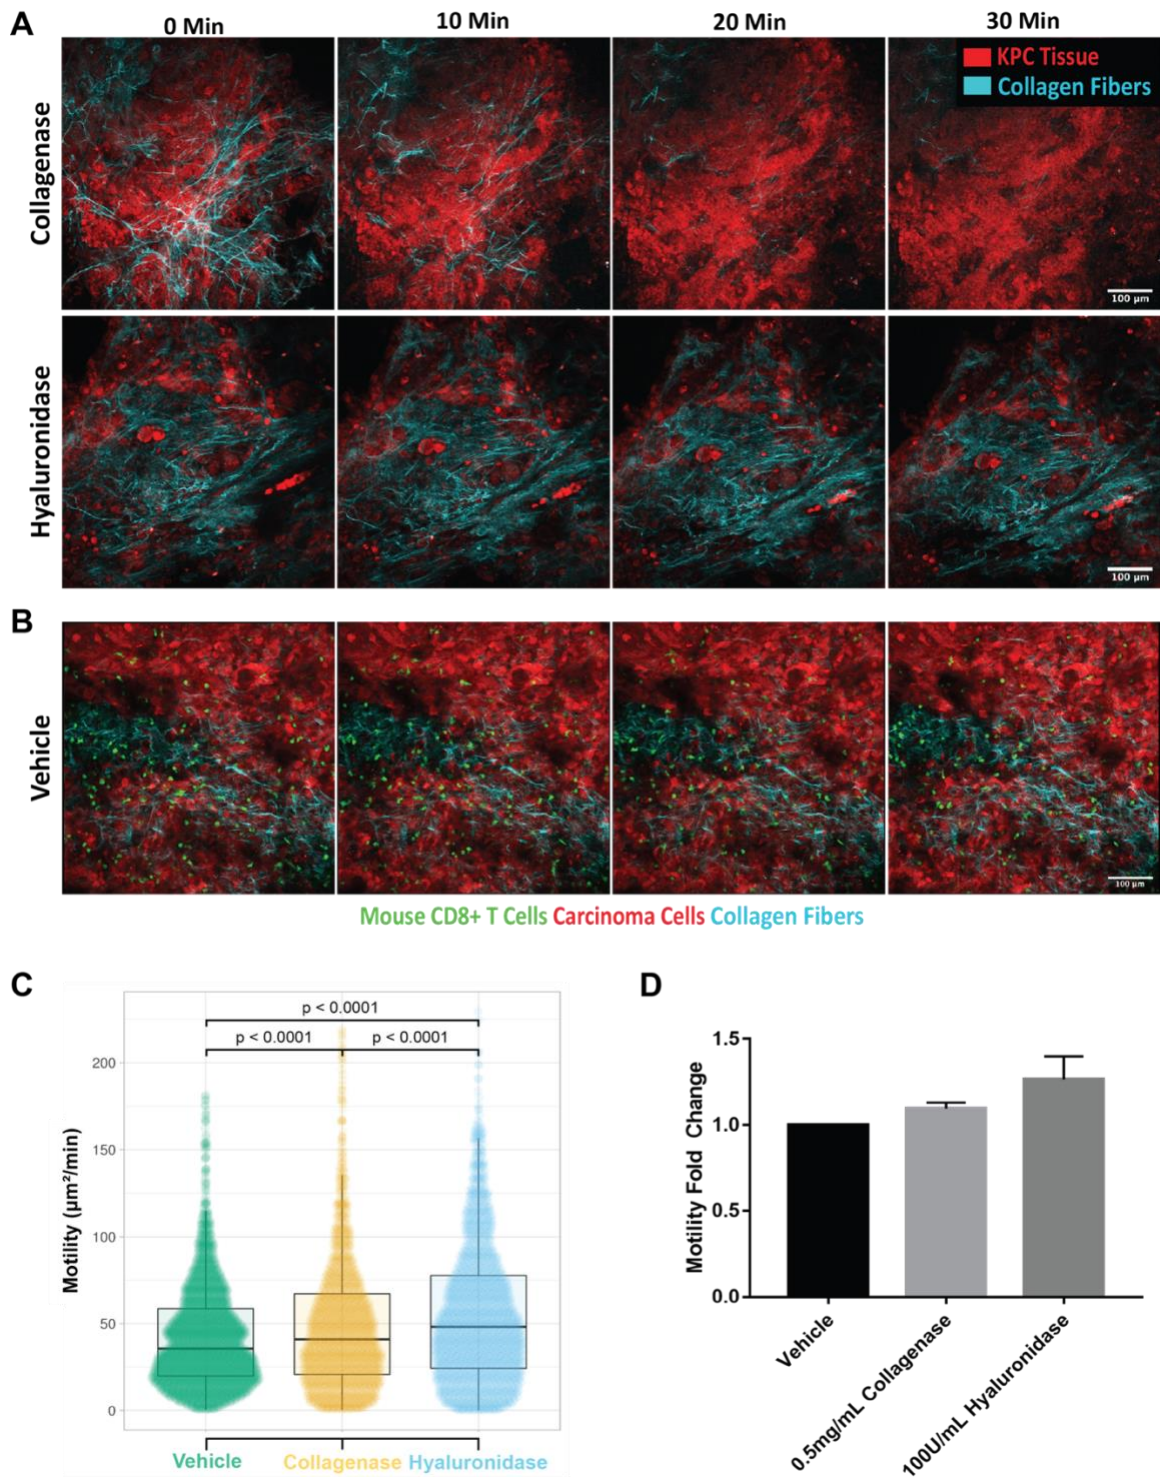 A
0 Min
10 Min
20 Min
30 Min
Collagenase
KPC Tissue
Collagen Fibers
100 µm
Hyaluronidase
100 µm
B
Vehicle
100 µm
Mouse CD8+ T Cells Carcinoma Cells Collagen Fibers
C
p < 0.0001
p < 0.0001
p < 0.0001
Motility (µm²/min)
200
150
100
50
0
Vehicle
Collagenase
Hyaluronidase
D
Motility Fold Change
1.5
1.0
0.5
0.0
Vehicle
0.5mg/mL Collagenase
100U/mL Hyaluronidase